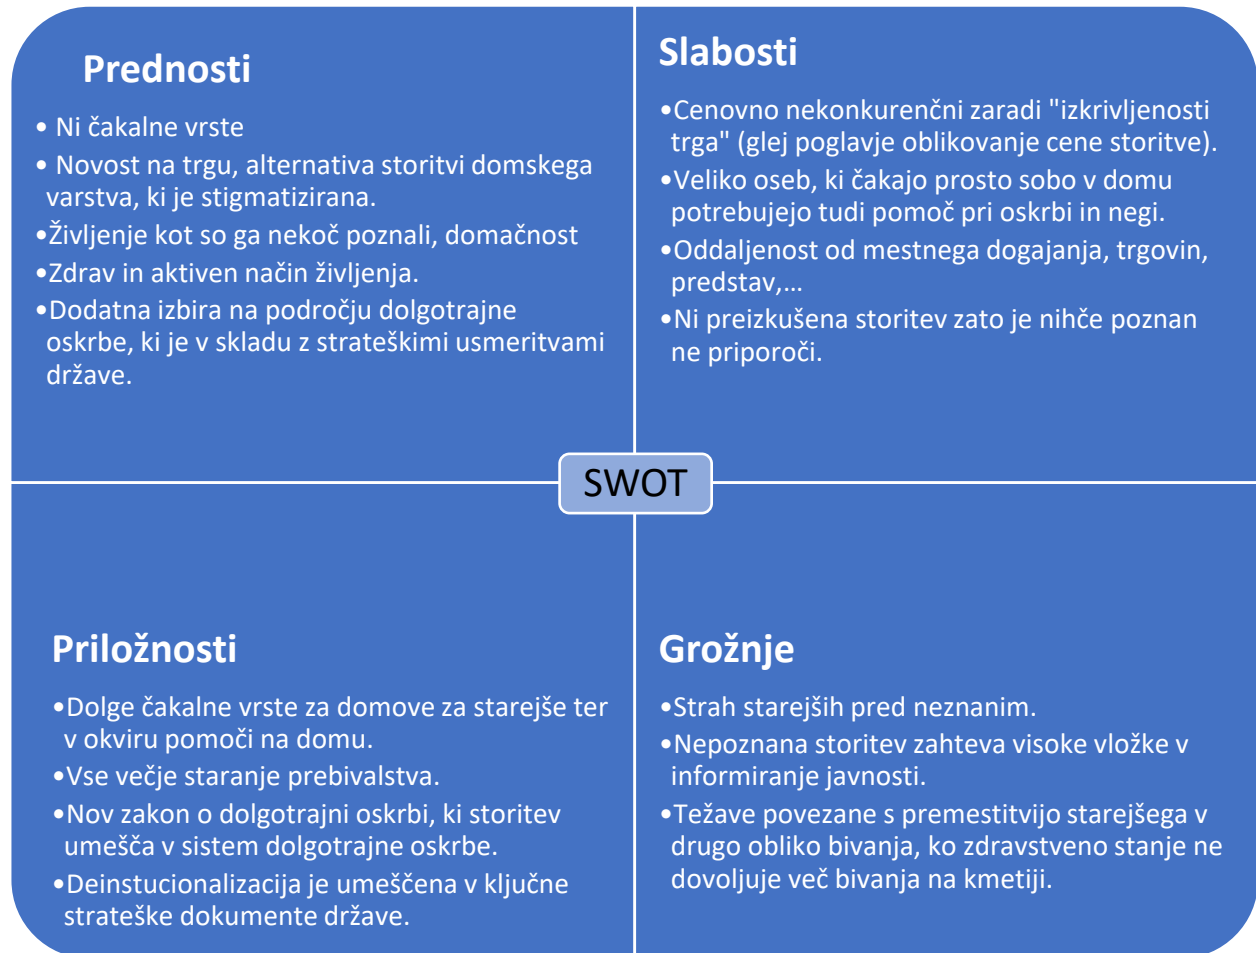 Prednosti
• Ni čakalne vrste
• Novost na trgu, alternativa storitvi domskega
varstva, ki je stigmatizirana.
•Življenje kot so ga nekoč poznali, domačnost
•Zdrav in aktiven način življenja.
•Dodatna izbira na področju dolgotrajne
oskrbe, ki je v skladu z strateškimi usmeritvami
države.
Slabosti
•Cenovno nekonkurenčni zaradi "izkrivljenosti
trga" (glej poglavje oblikovanje cene storitve).
•Veliko oseb, ki čakajo prosto sobo v domu
potrebujejo tudi pomoč pri oskrbi in negi.
•Oddaljenost od mestnega dogajanja, trgovin,
predstav,…
•Ni preizkušena storitev zato je nihče poznan
ne priporoči.
SWOT
Priložnosti
•Dolge čakalne vrste za domove za starejše ter
v okviru pomoči na domu.
•Vse večje staranje prebivalstva.
•Nov zakon o dolgotrajni oskrbi, ki storitev
umešča v sistem dolgotrajne oskrbe.
•Deinstucionalizacija je umeščena v ključne
strateške dokumente države.
Grožnje
•Strah starejših pred neznanim.
•Nepoznana storitev zahteva visoke vložke v
informiranje javnosti.
•Težave povezane s premestitvijo starejšega v
drugo obliko bivanja, ko zdravstveno stanje ne
dovoljuje več bivanja na kmetiji.